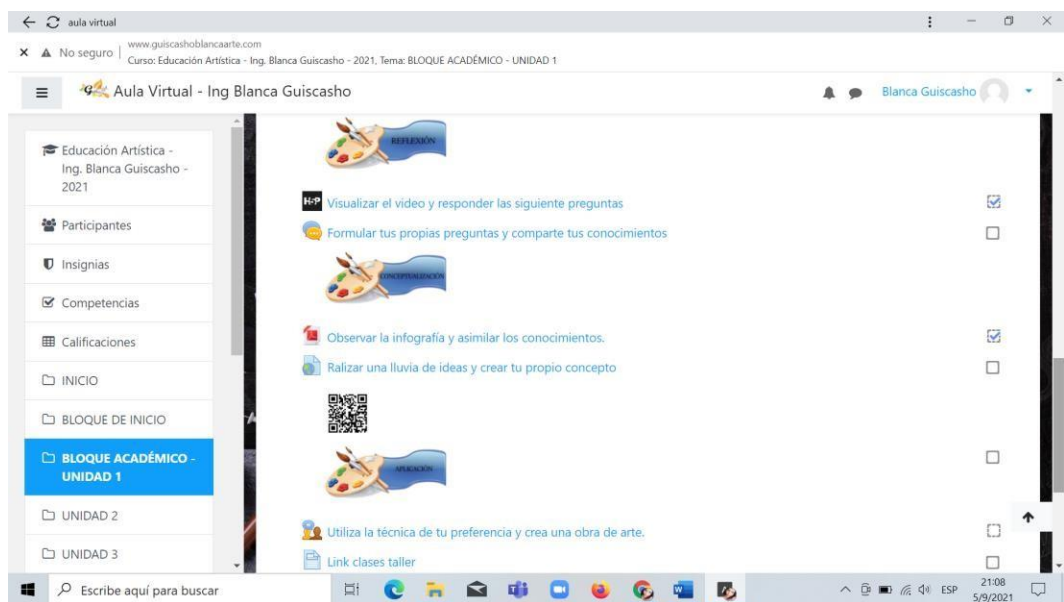 aula virtual
No seguro
www.guiscashoblancaarte.com
Curso: Educación Artística - Ing. Blanca Guiscasho - 2021, Tema: BLOQUE ACADÉMICO - UNIDAD 1
Aula Virtual - Ing Blanca Guiscasho
Blanca Guiscasho
Educación Artística -
Ing. Blanca Guiscasho -
2021
Participantes
Insignias
Competencias
Calificaciones
INICIO
BLOQUE DE INICIO
BLOQUE ACADÉMICO -
UNIDAD 1
UNIDAD 2
UNIDAD 3
REFLEXIÓN
H-P Visualizar el video y responder las siguiente preguntas
Formular tus propias preguntas y comparte tus conocimientos
CONCEPTUALIZACIÓN
Observar la infografía y asimilar los conocimientos.
Ralizar una lluvia de ideas y crear tu propio concepto
APLICACIÓN
Utiliza la técnica de tu preferencia y crea una obra de arte.
Link clases taller
Escribe aquí para buscar
ESP
21:08
5/9/2021